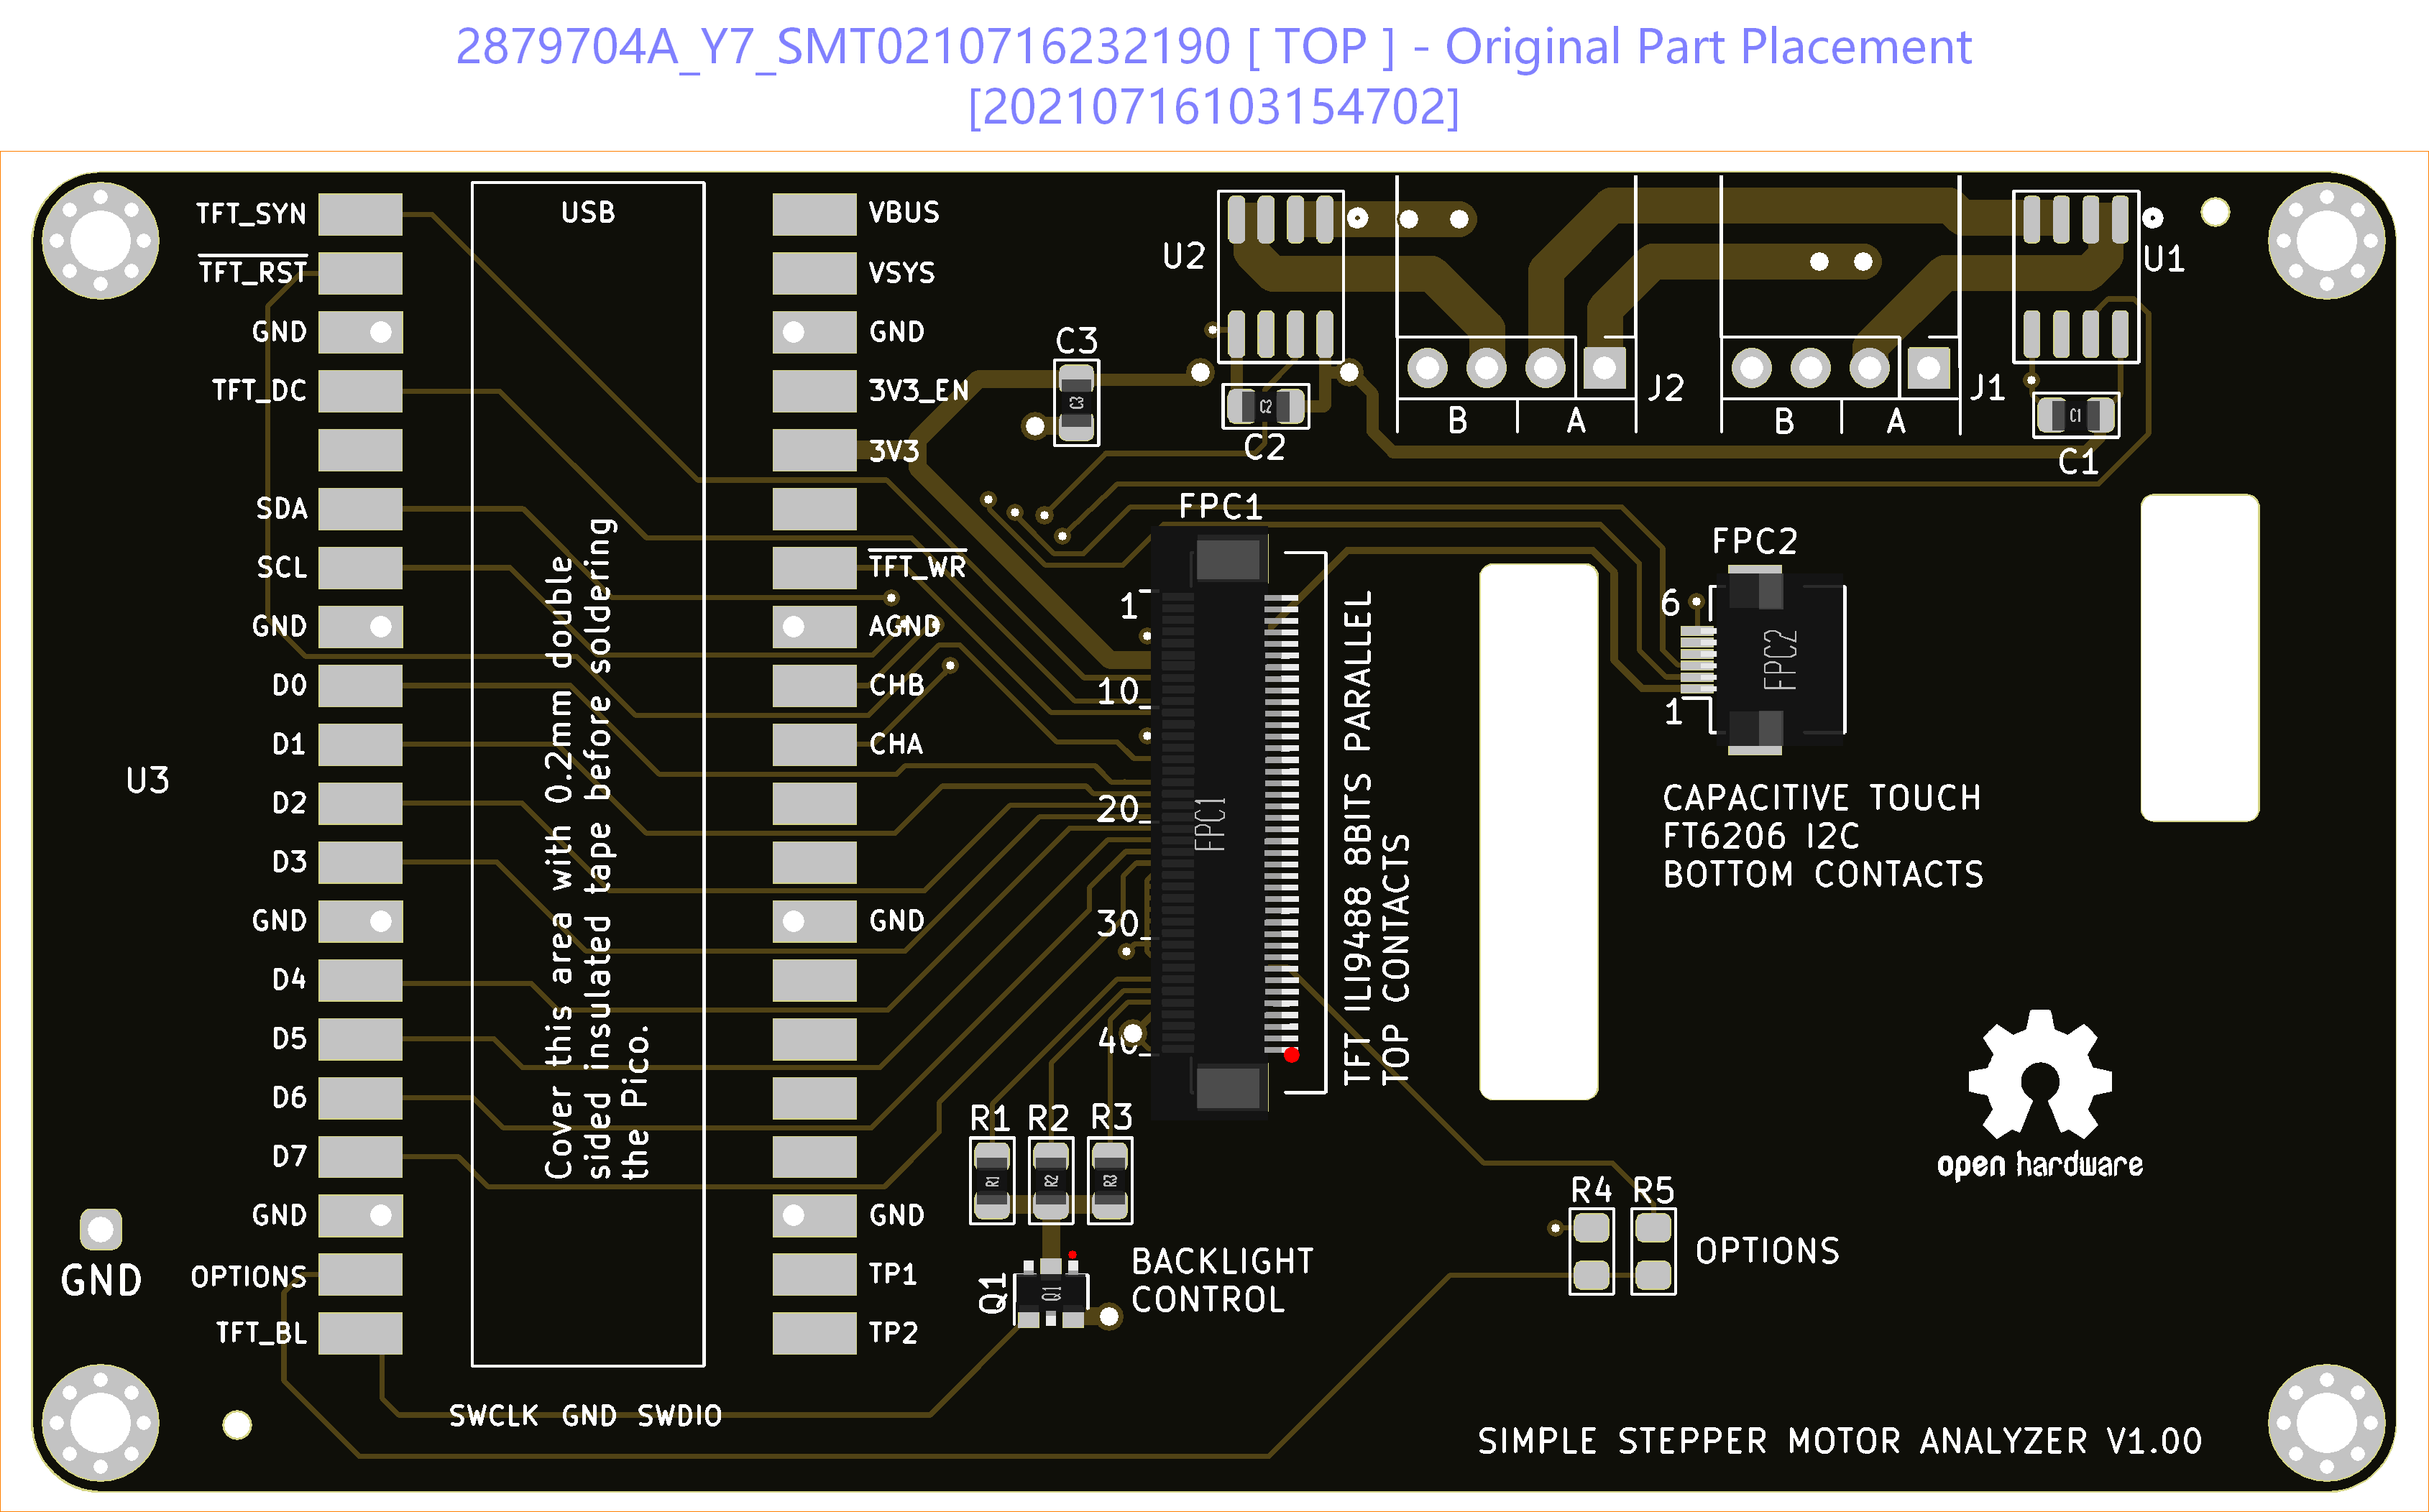 2879704A_Y7_SMT0210716232190 [ TOP ] - Original Part Placement
[20210716103154702]
TFT_SYN
TFT_RST
GND
TFT_DC
SDA
SCL
GND
D0
D1
D2
D3
GND
D4
D5
D6
D7
GND
OPTIONS
TFT_BL
U3
GND
USB
Cover this area with 0.2mm double
sided insulated tape before soldering
the Pico.
SWCLK GND SWDIO
VBUS
VSYS
GND
3V3_EN
3V3
TFT_WR
AGND
CHB
CHA
GND
GND
TP1
TP2
C3
C3
U2
C2
C2
J2
B
A
J1
B
A
U1
C1
C1
FPC1
1
10
20
30
40
FPC1
TFT ILI9488 8BITS PARALLEL
TOP CONTACTS
FPC2
6
1
FPC2
CAPACITIVE TOUCH
FT6206 I2C
BOTTOM CONTACTS
open hardware
R1
R2
R3
R1
R2
R3
Q1
Q1
BACKLIGHT
CONTROL
R4
R5
OPTIONS
SIMPLE STEPPER MOTOR ANALYZER V1.00